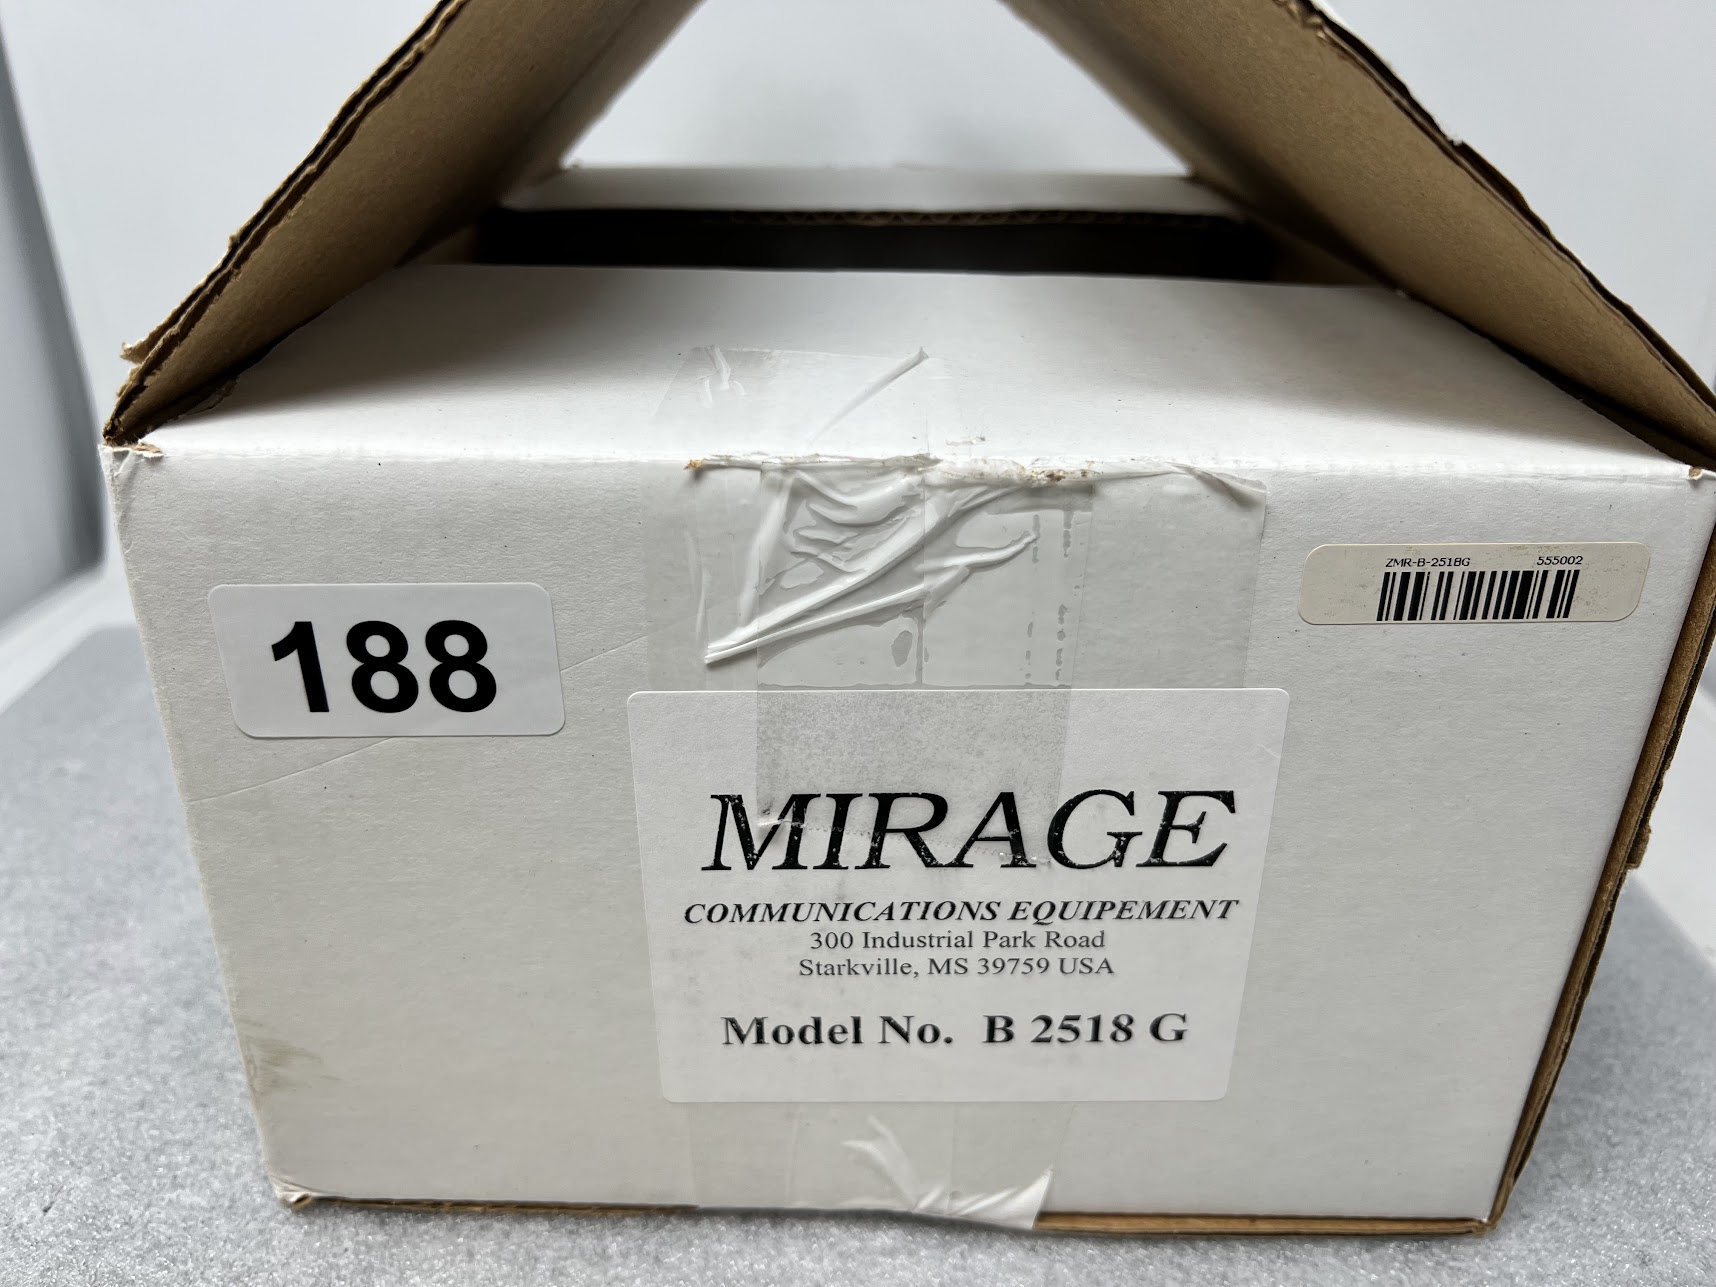 ZMR-B-2518G 555002
188
MIRAGE
COMMUNICATIONS EQUIPEMENT
300 Industrial Park Road
Starkville, MS 39759 USA
Model No. B 2518 G